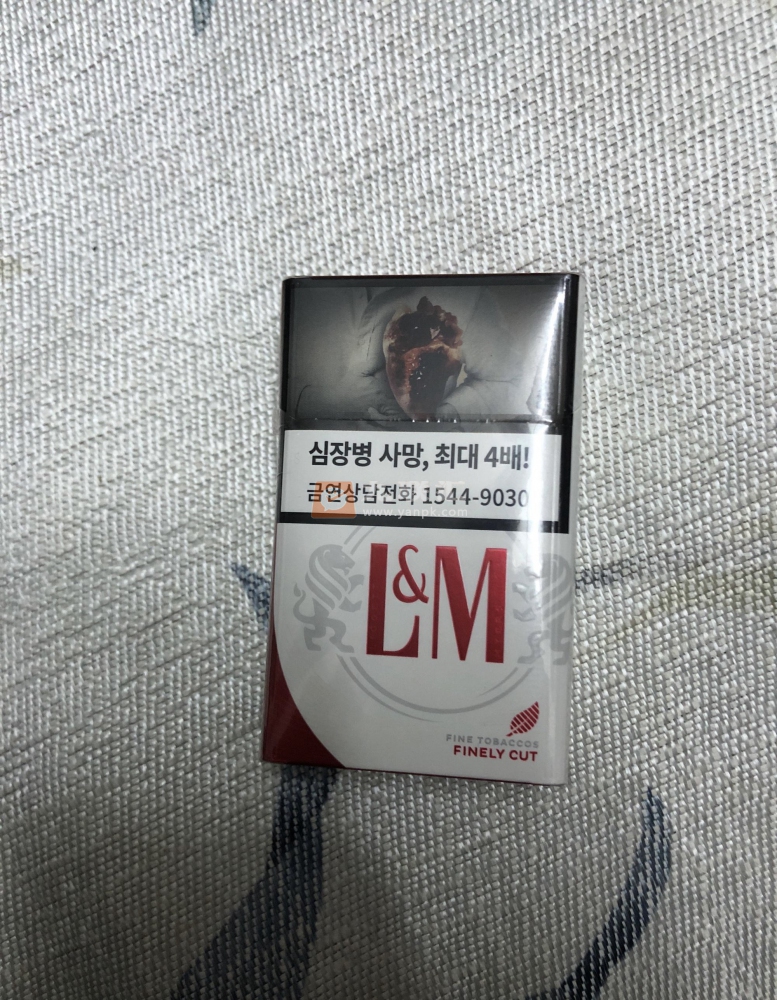 심장병 사망, 최대 4배!
금연상담전화 1544-9030
www.yanpk.com
L&M
FINE TOBACCOS
FINELY CUT